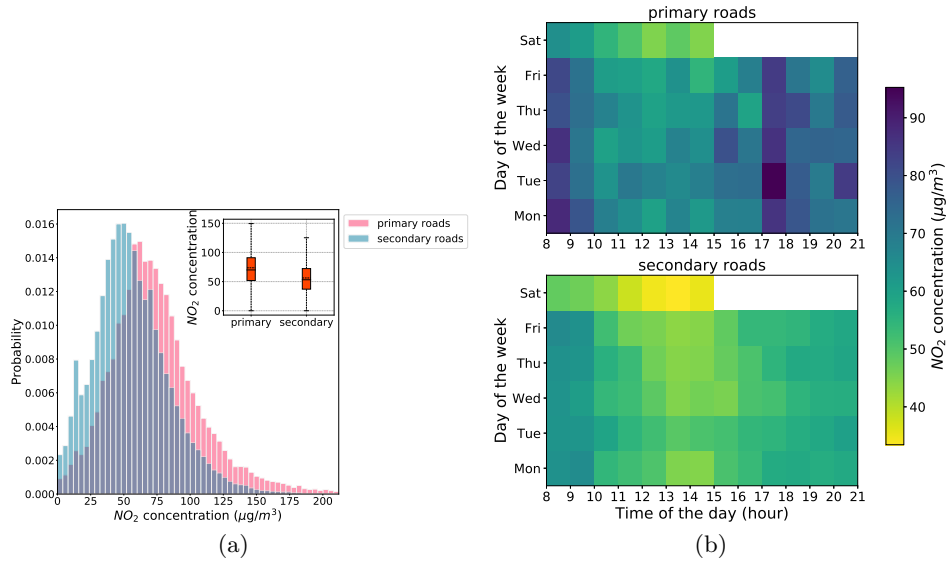 0.016
0.014
0.012
0.010
0.008
0.006
0.004
0.002
0.000
Probability
0 25 50 75 100 125 150 175 200
NO₂ concentration (μg/m³)
150
100
50
0
NO₂ concentration
primary secondary
primary roads
secondary roads
(a)
primary roads
Sat
Fri
Thu
Wed
Tue
Mon
Day of the week
8 9 10 11 12 13 14 15 16 17 18 19 20 21
secondary roads
Sat
Fri
Thu
Wed
Tue
Mon
Day of the week
8 9 10 11 12 13 14 15 16 17 18 19 20 21
Time of the day (hour)
90
80
70
60
50
40
NO₂ concentration (μg/m³)
(b)